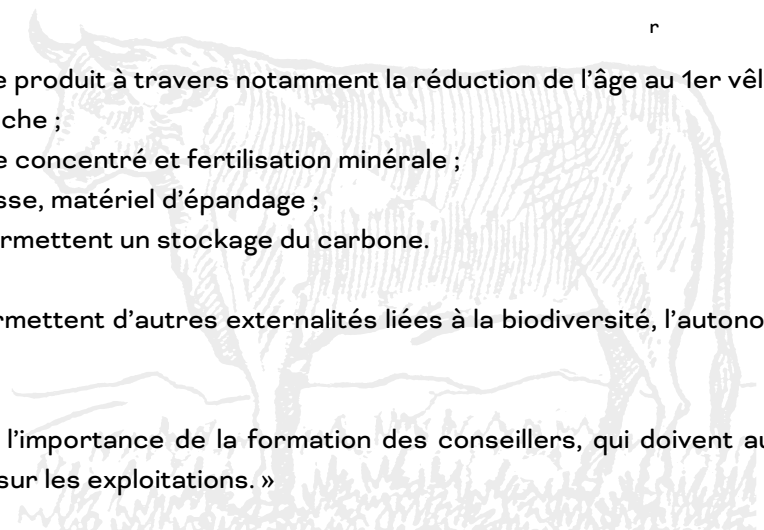 r
e produit à travers notamment la réduction de l’âge au 1er vêl
che ;
e concentré et fertilisation minérale ;
sse, matériel d’épandage ;
rmettent un stockage du carbone.
rmettent d’autres externalités liées à la biodiversité, l’autono
l’importance de la formation des conseillers, qui doivent au
sur les exploitations. »